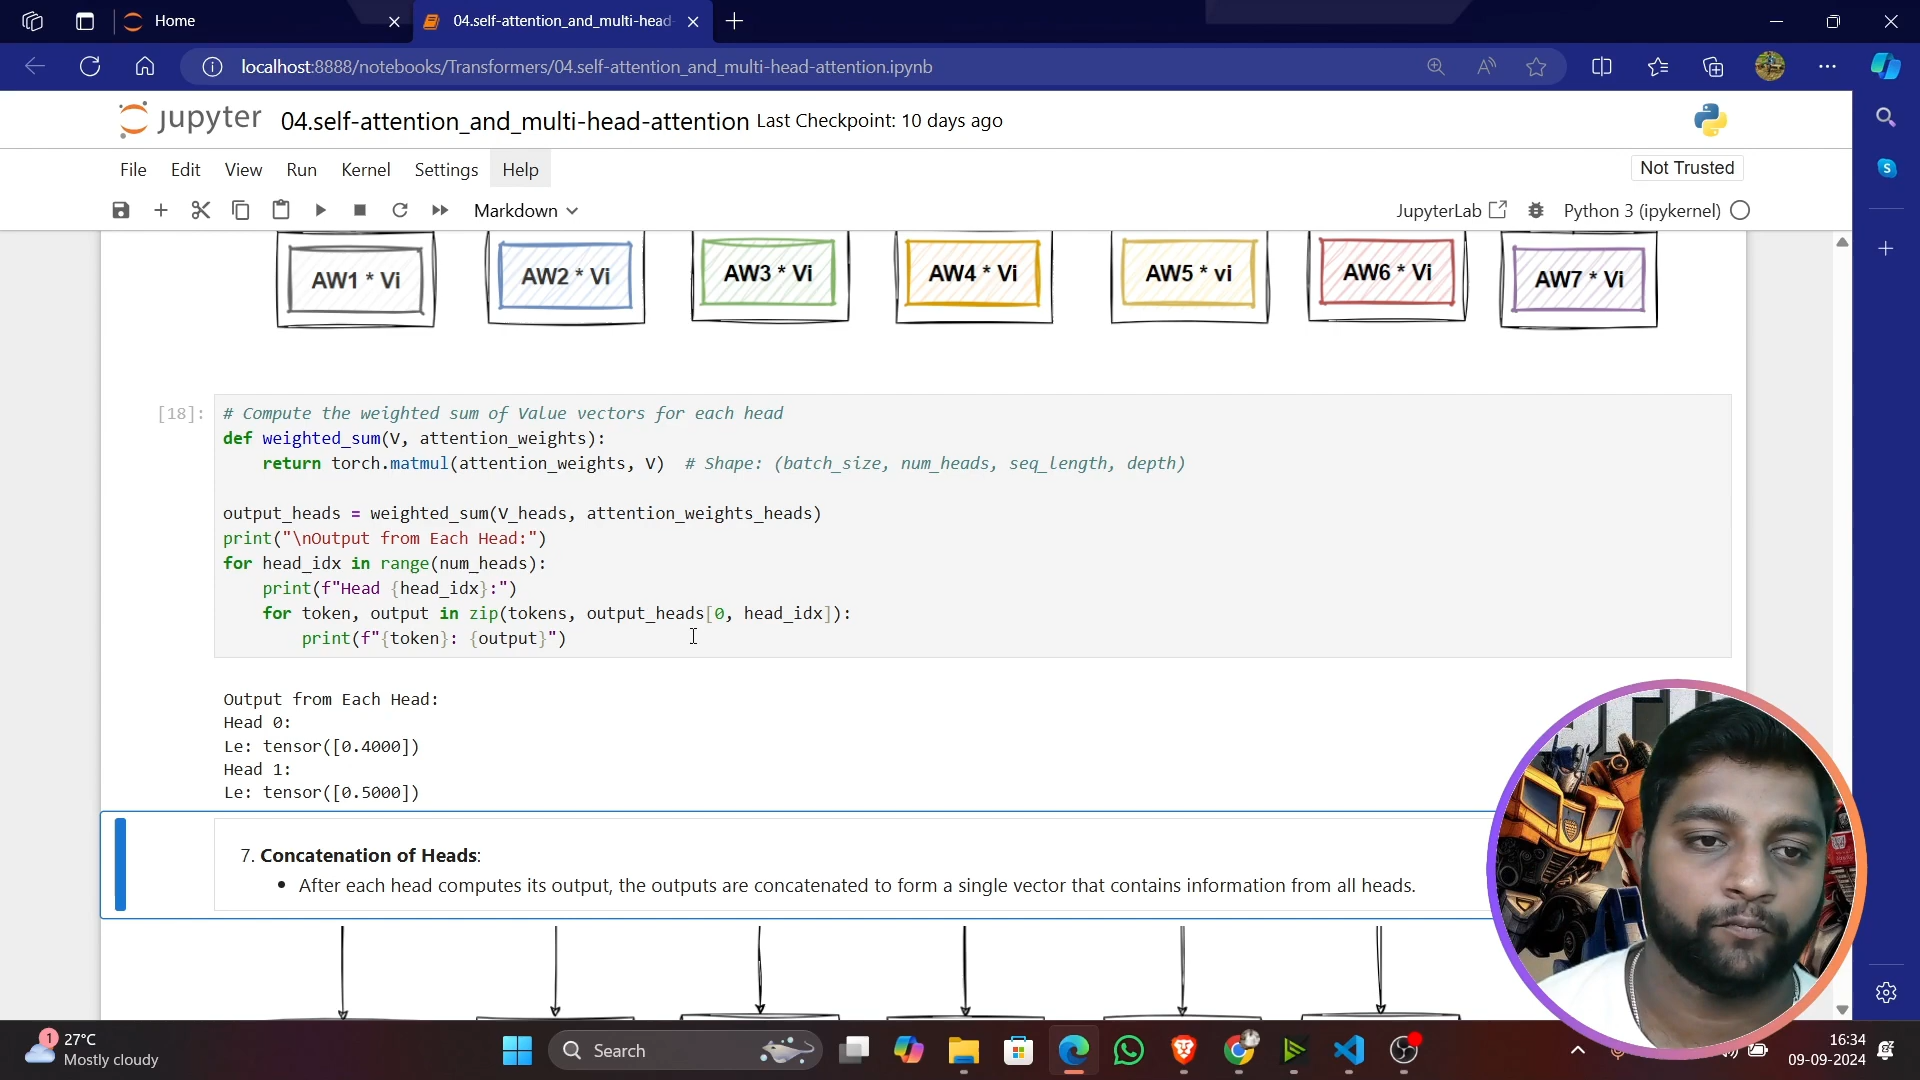 Home
04.self-attention_and_multi-head-
localhost:8888/notebooks/Transformers/04.self-attention_and_multi-head-attention.ipynb
jupyter 04.self-attention_and_multi-head-attention Last Checkpoint: 10 days ago
File Edit View Run Kernel Settings Help
Not Trusted
Markdown
JupyterLab
Python 3 (ipykernel)
AW1 * Vi
AW2 * Vi
AW3 * Vi
AW4 * Vi
AW5 * vi
AW6 * Vi
AW7 * Vi
[18]:
# Compute the weighted sum of Value vectors for each head
def weighted_sum(V, attention_weights):
    return torch.matmul(attention_weights, V)  # Shape: (batch_size, num_heads, seq_length, depth)
output_heads = weighted_sum(V_heads, attention_weights_heads)
print("\nOutput from Each Head:")
for head_idx in range(num_heads):
    print(f"Head {head_idx}:")
    for token, output in zip(tokens, output_heads[0, head_idx]):
        print(f"{token}: {output}")
Output from Each Head:
Head 0:
Le: tensor([0.4000])
Head 1:
Le: tensor([0.5000])
7. Concatenation of Heads:
• After each head computes its output, the outputs are concatenated to form a single vector that contains information from all heads.
1
27°C
Mostly cloudy
Search
16:34
09-09-2024